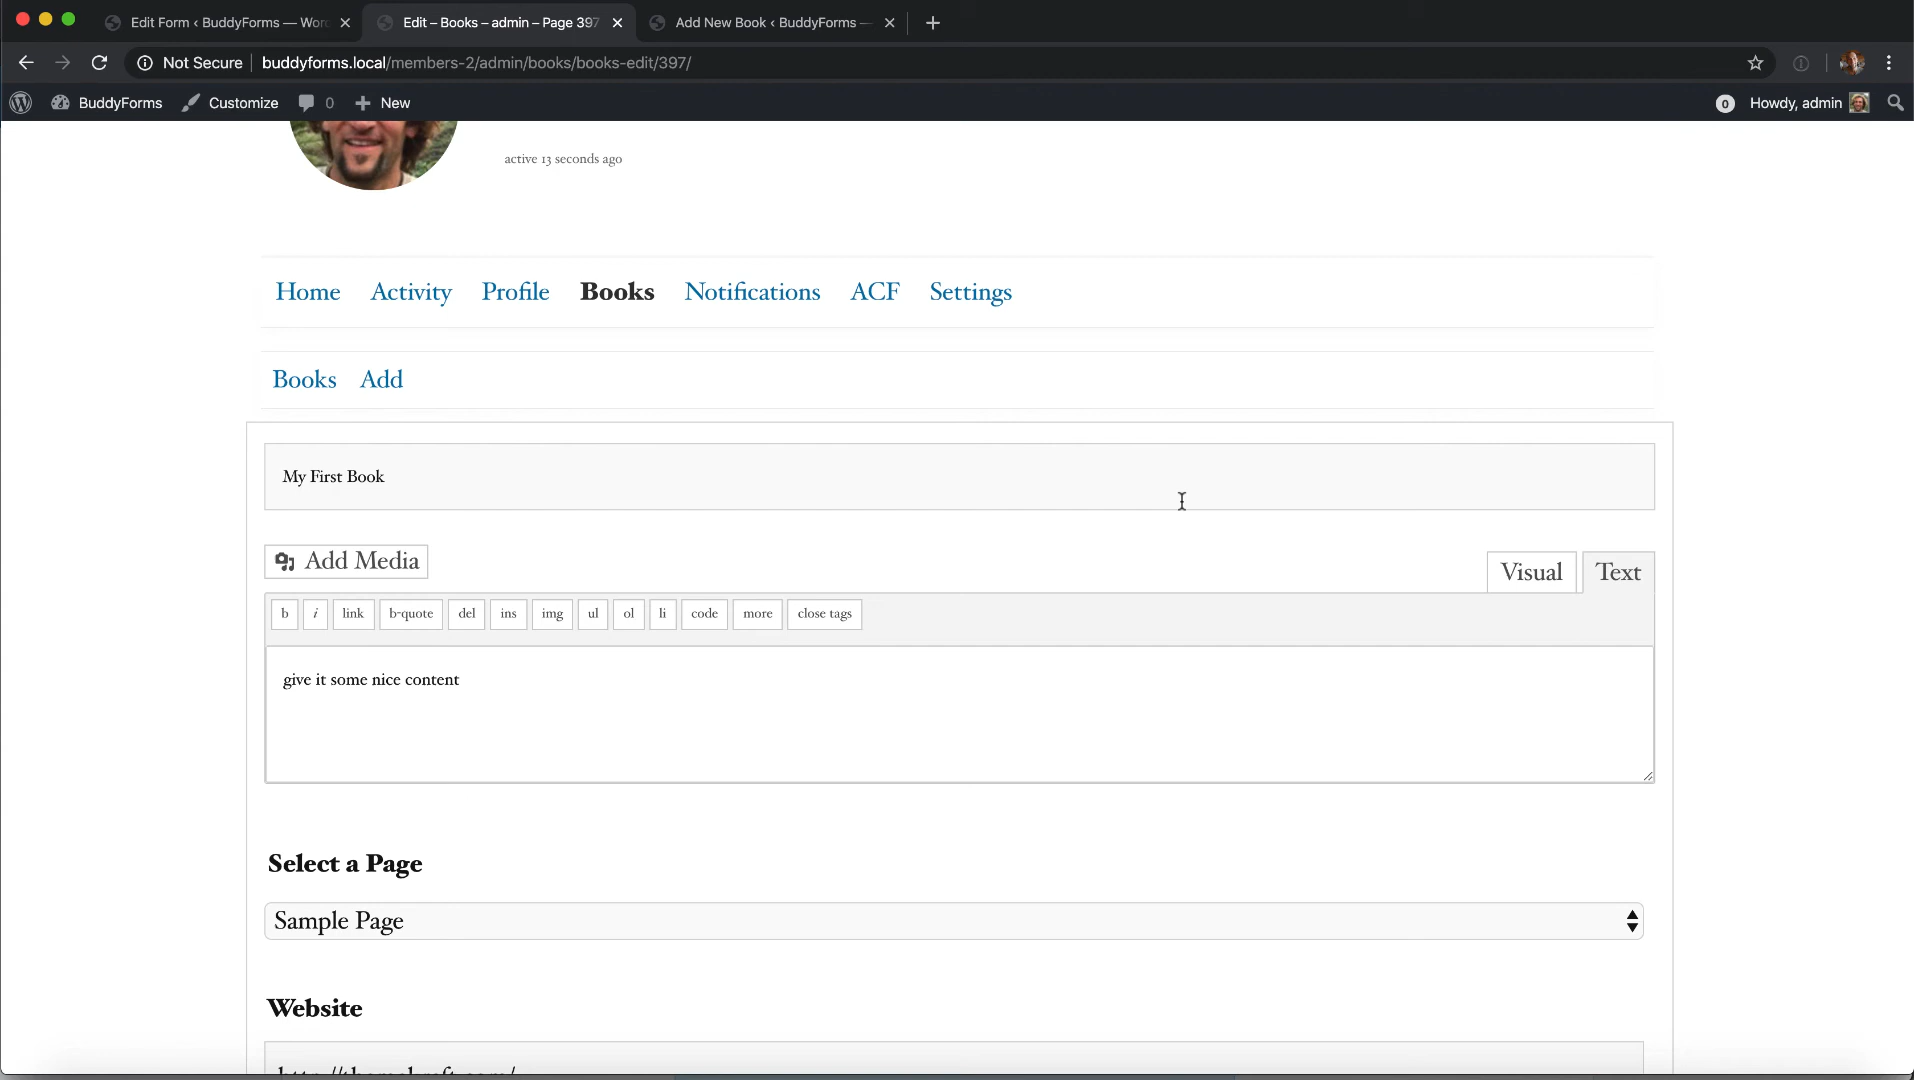 Edit Form ‹ BuddyForms — Wor
Edit – Books – admin – Page 397
Add New Book ‹ BuddyForms —
Not Secure buddyforms.local/members-2/admin/books/books-edit/397/
BuddyForms Customize 0 New 0 Howdy, admin
active 13 seconds ago
Home Activity Profile Books Notifications ACF Settings
Books Add
My First Book
Add Media Visual Text
b i link b-quote del ins img ul ol li code more close tags
give it some nice content
Select a Page
Sample Page
Website